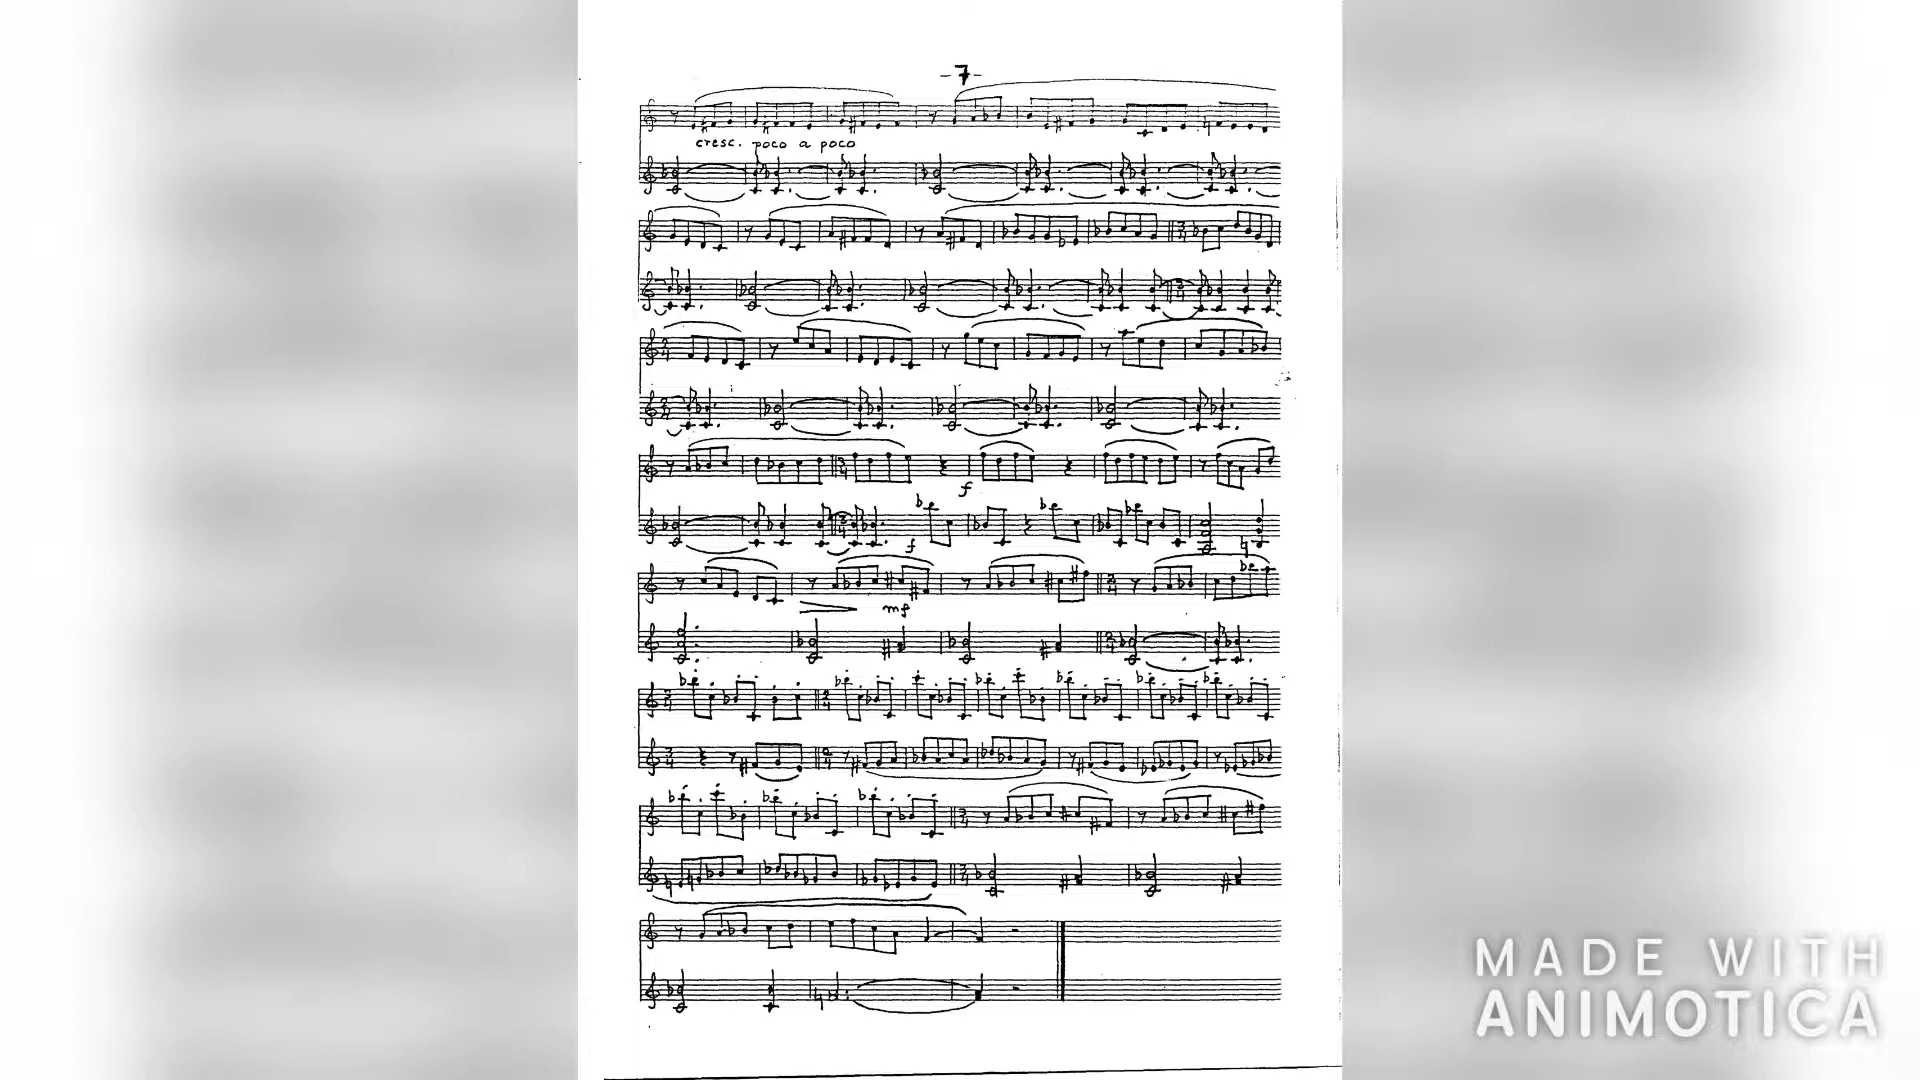 -7-
cresc. poco a poco
f
f
mf
MADE WITH
ANIMOTICA